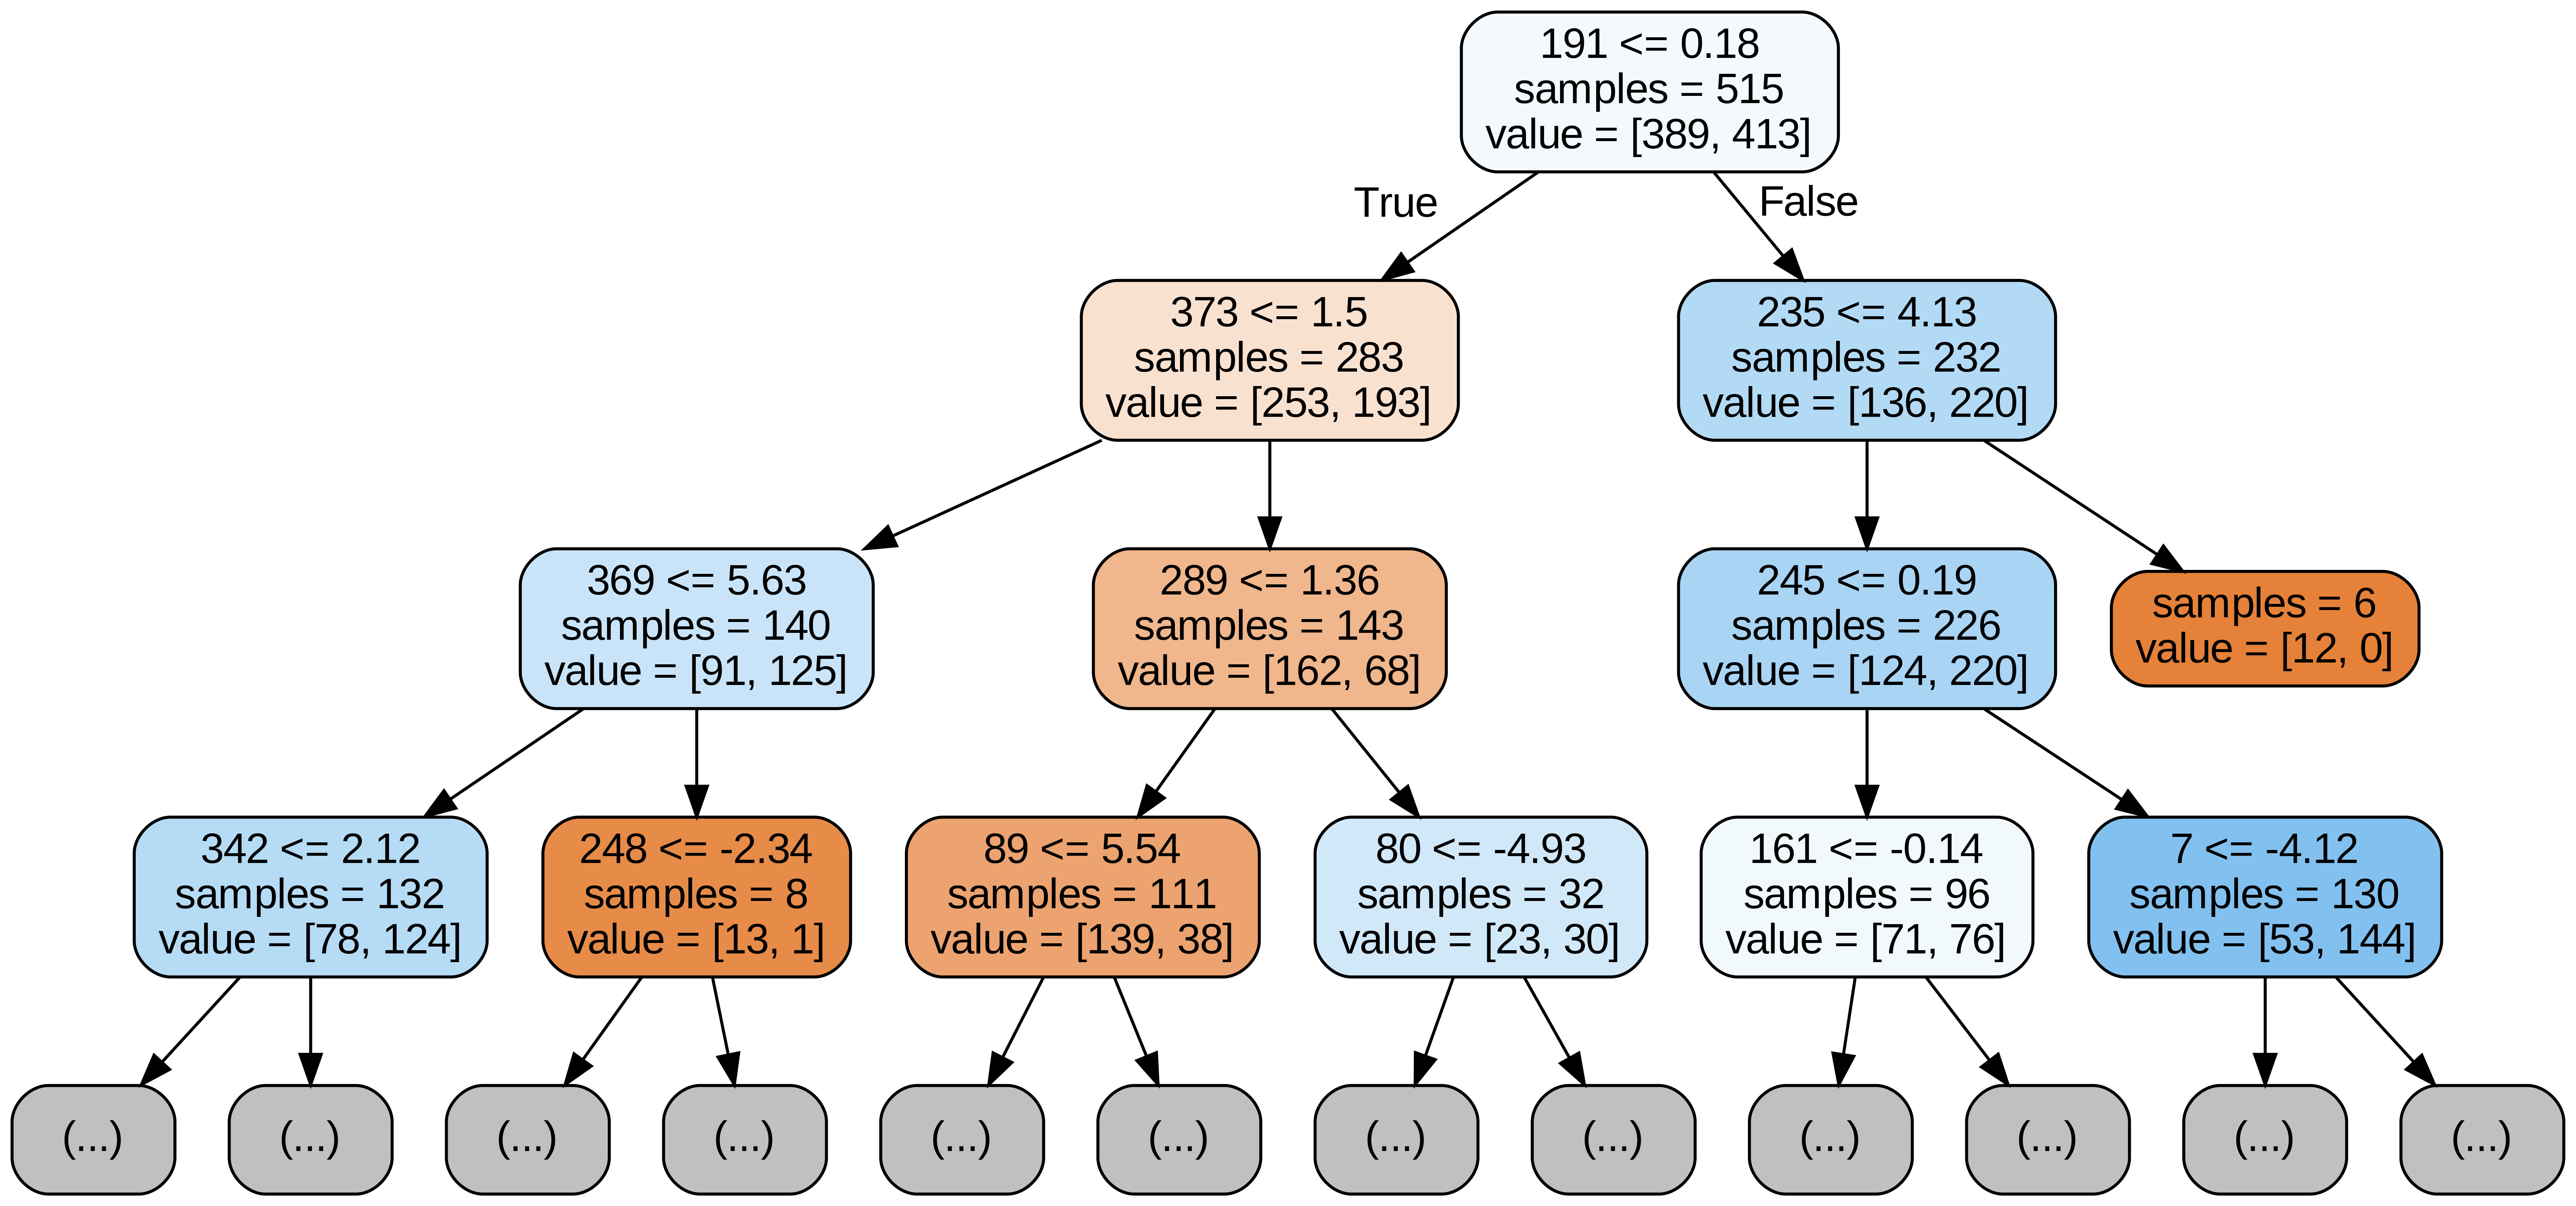 191 <= 0.18
samples = 515
value = [389, 413]
True
False
373 <= 1.5
samples = 283
value = [253, 193]
235 <= 4.13
samples = 232
value = [136, 220]
369 <= 5.63
samples = 140
value = [91, 125]
289 <= 1.36
samples = 143
value = [162, 68]
245 <= 0.19
samples = 226
value = [124, 220]
samples = 6
value = [12, 0]
342 <= 2.12
samples = 132
value = [78, 124]
248 <= -2.34
samples = 8
value = [13, 1]
89 <= 5.54
samples = 111
value = [139, 38]
80 <= -4.93
samples = 32
value = [23, 30]
161 <= -0.14
samples = 96
value = [71, 76]
7 <= -4.12
samples = 130
value = [53, 144]
(...)
(...)
(...)
(...)
(...)
(...)
(...)
(...)
(...)
(...)
(...)
(...)